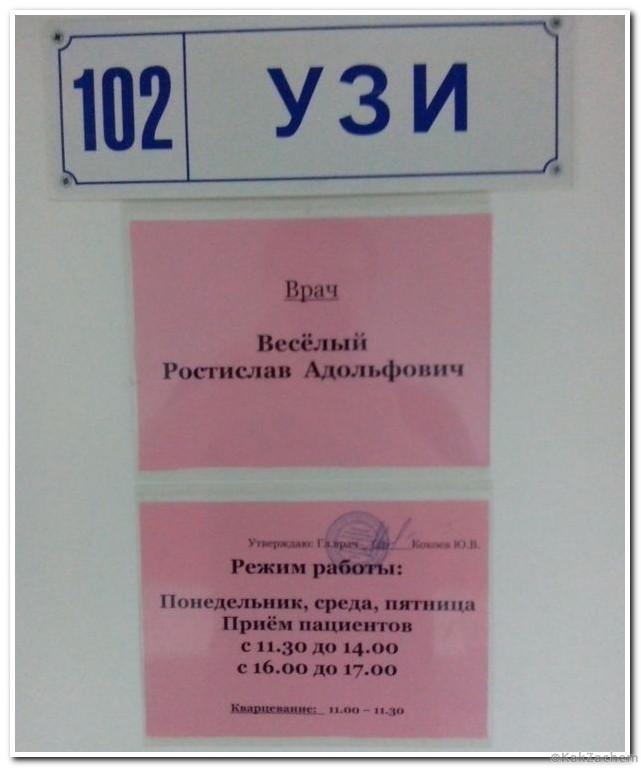 102 УЗИ
Врач
Весёлый
Ростислав Адольфович
Утверждаю: Гл.врач Кокоев Ю.В.
Режим работы:
Понедельник, среда, пятница
Приём пациентов
с 11.30 до 14.00
с 16.00 до 17.00
Кварцевание: 11.00 – 11.30
©KakZachem